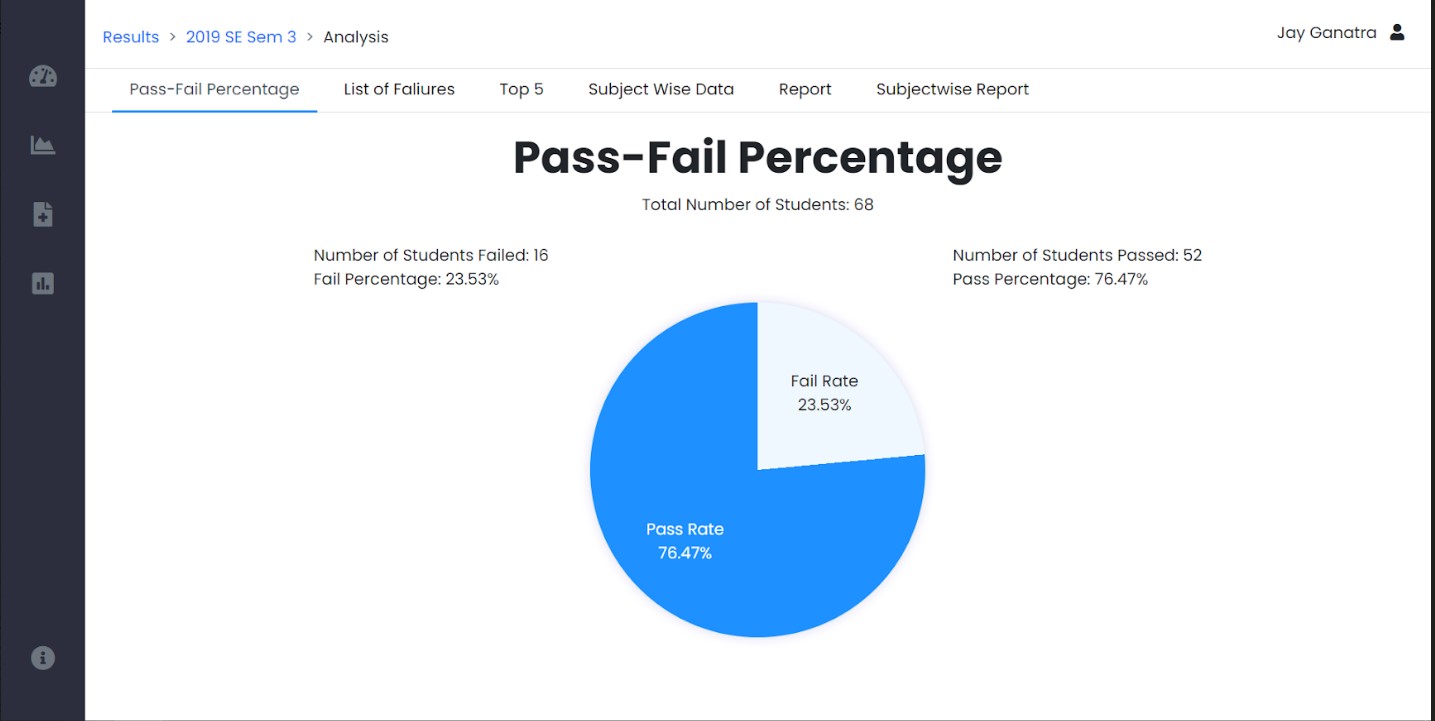 Results > 2019 SE Sem 3 > Analysis
Jay Ganatra
Pass-Fail Percentage
List of Faliures
Top 5
Subject Wise Data
Report
Subjectwise Report
Pass-Fail Percentage
Total Number of Students: 68
Number of Students Failed: 16
Fail Percentage: 23.53%
Number of Students Passed: 52
Pass Percentage: 76.47%
Fail Rate
23.53%
Pass Rate
76.47%